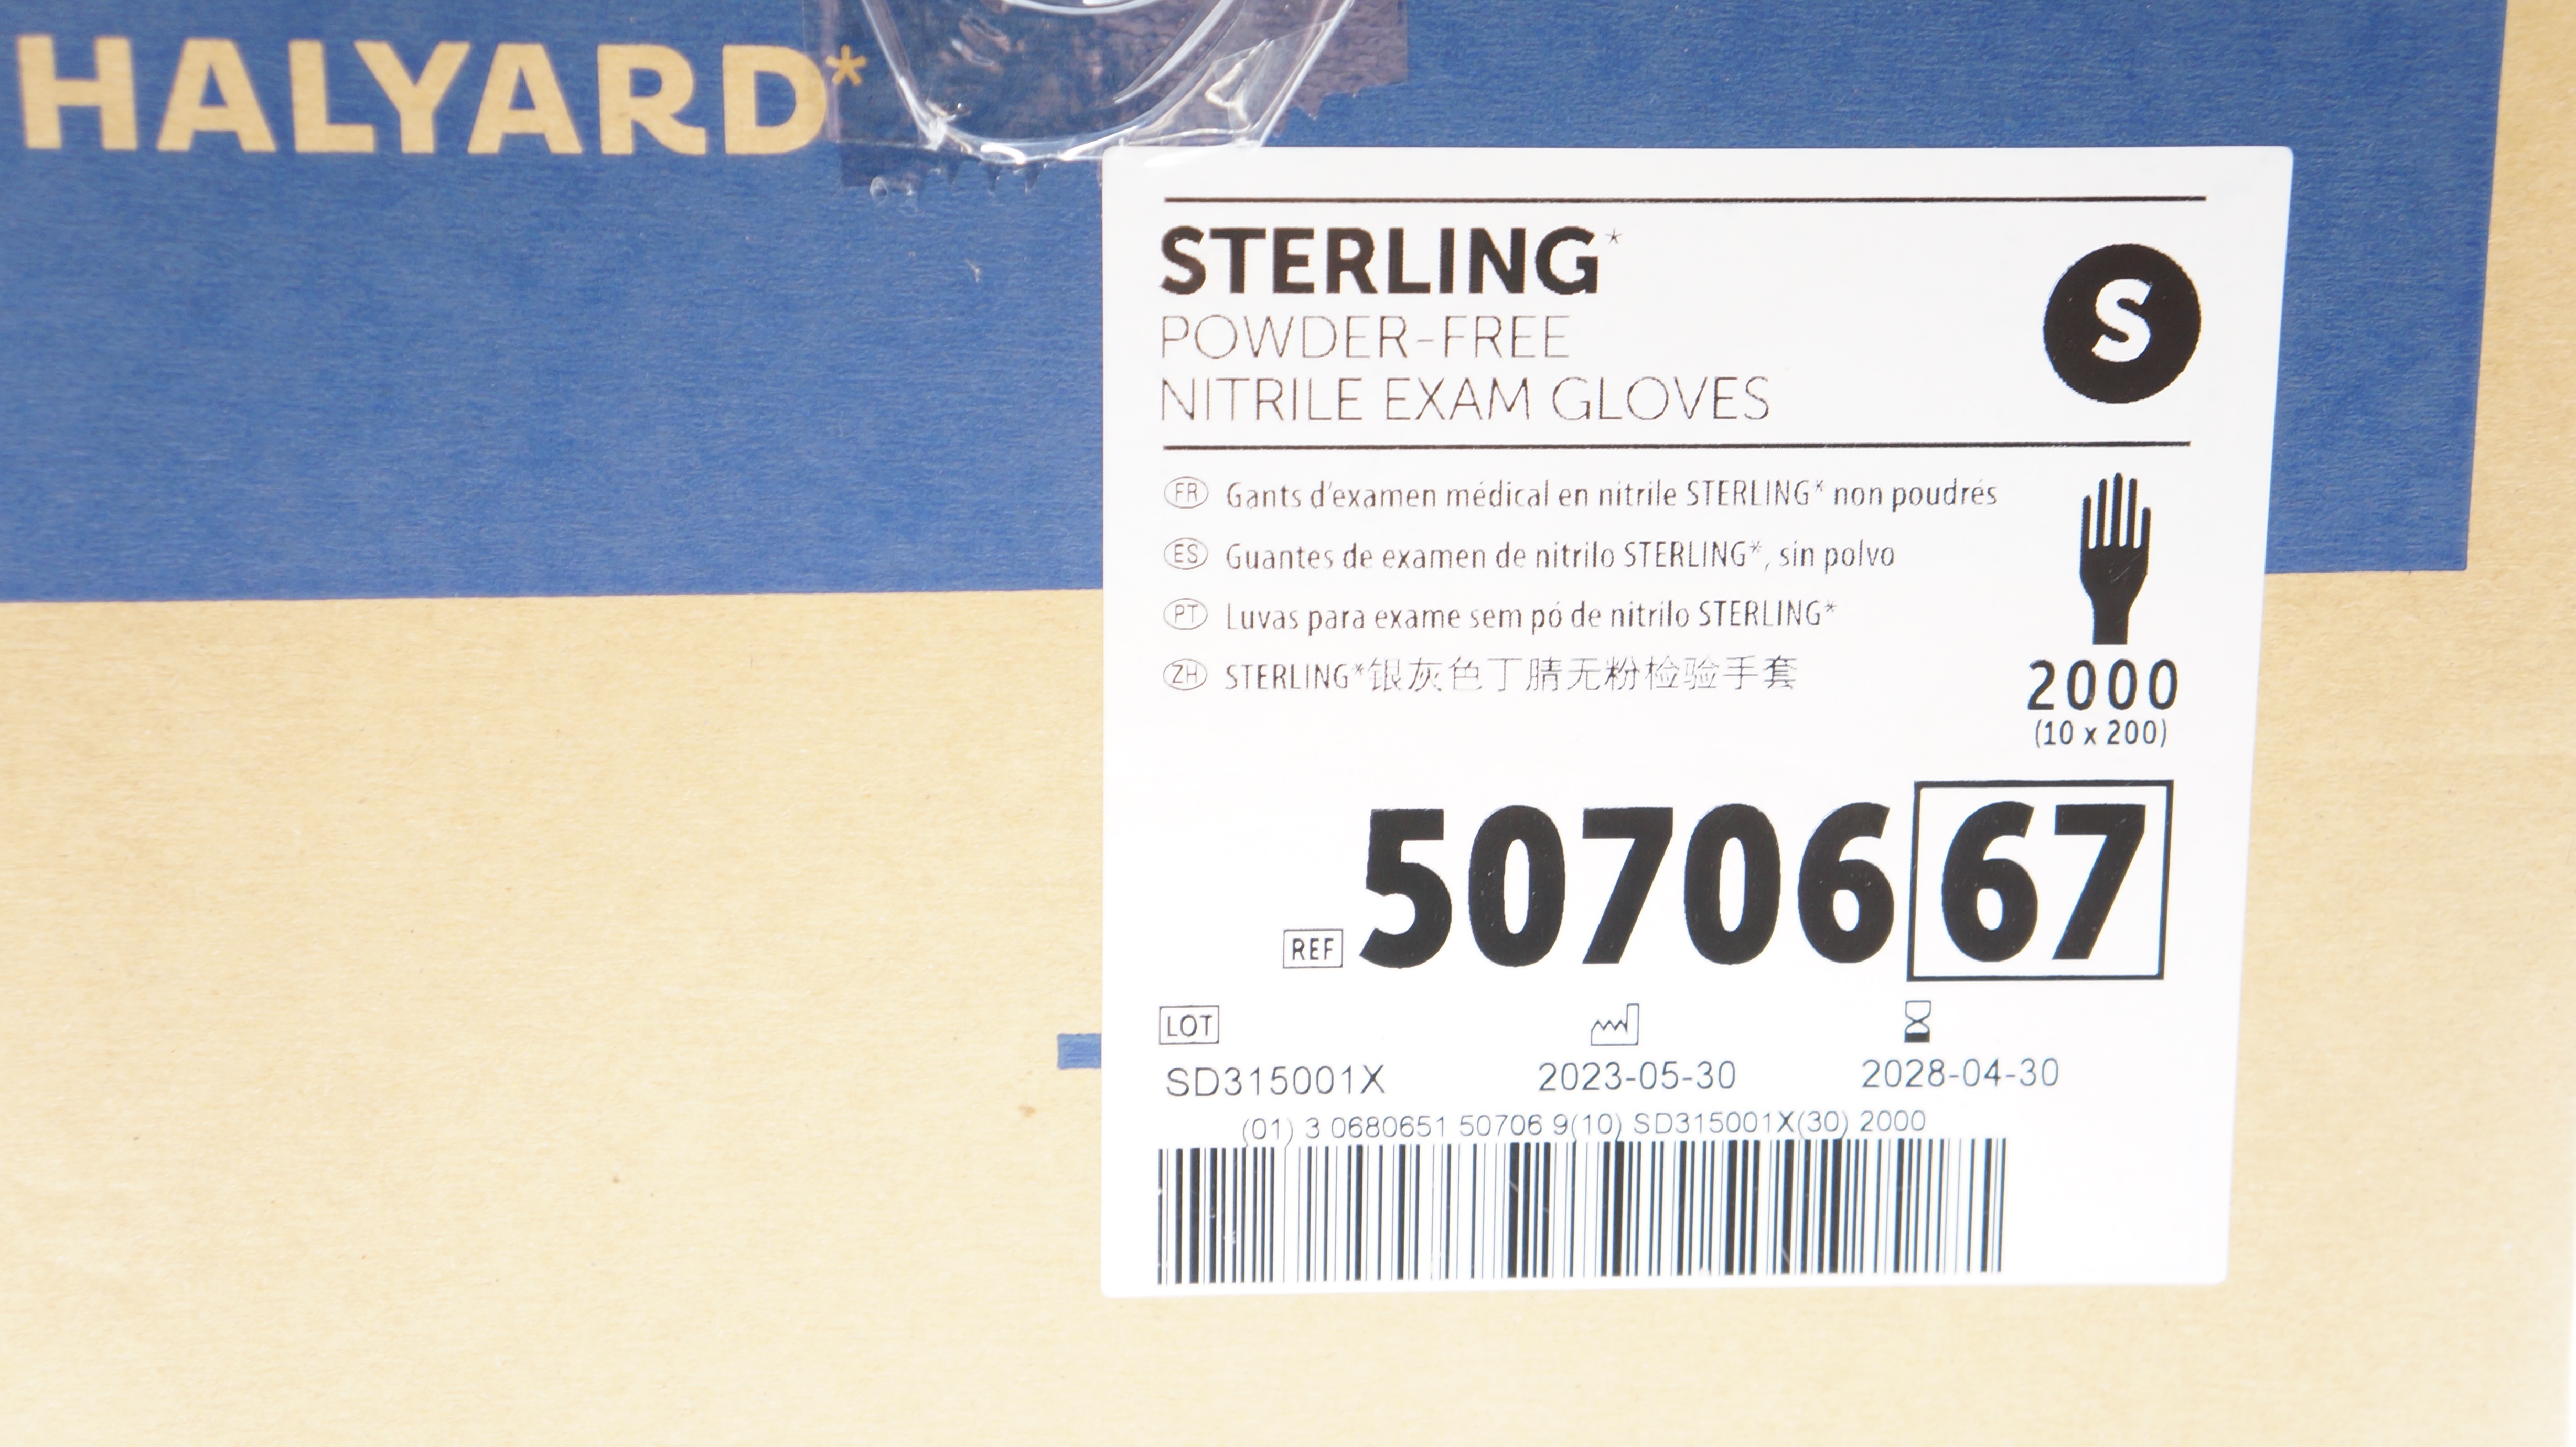 HALYARD*
STERLING*
POWDER-FREE
NITRILE EXAM GLOVES
S
FR Gants d'examen médical en nitrile STERLING* non poudrés
ES Guantes de examen de nitrilo STERLING*, sin polvo
PT Luvas para exame sem pó de nitrilo STERLING*
ZH STERLING*银灰色丁腈无粉检验手套
2000
(10 x 200)
REF 5070667
LOT
SD315001X 2023-05-30 2028-04-30
(01) 3 0680651 50706 9(10) SD315001X(30) 2000